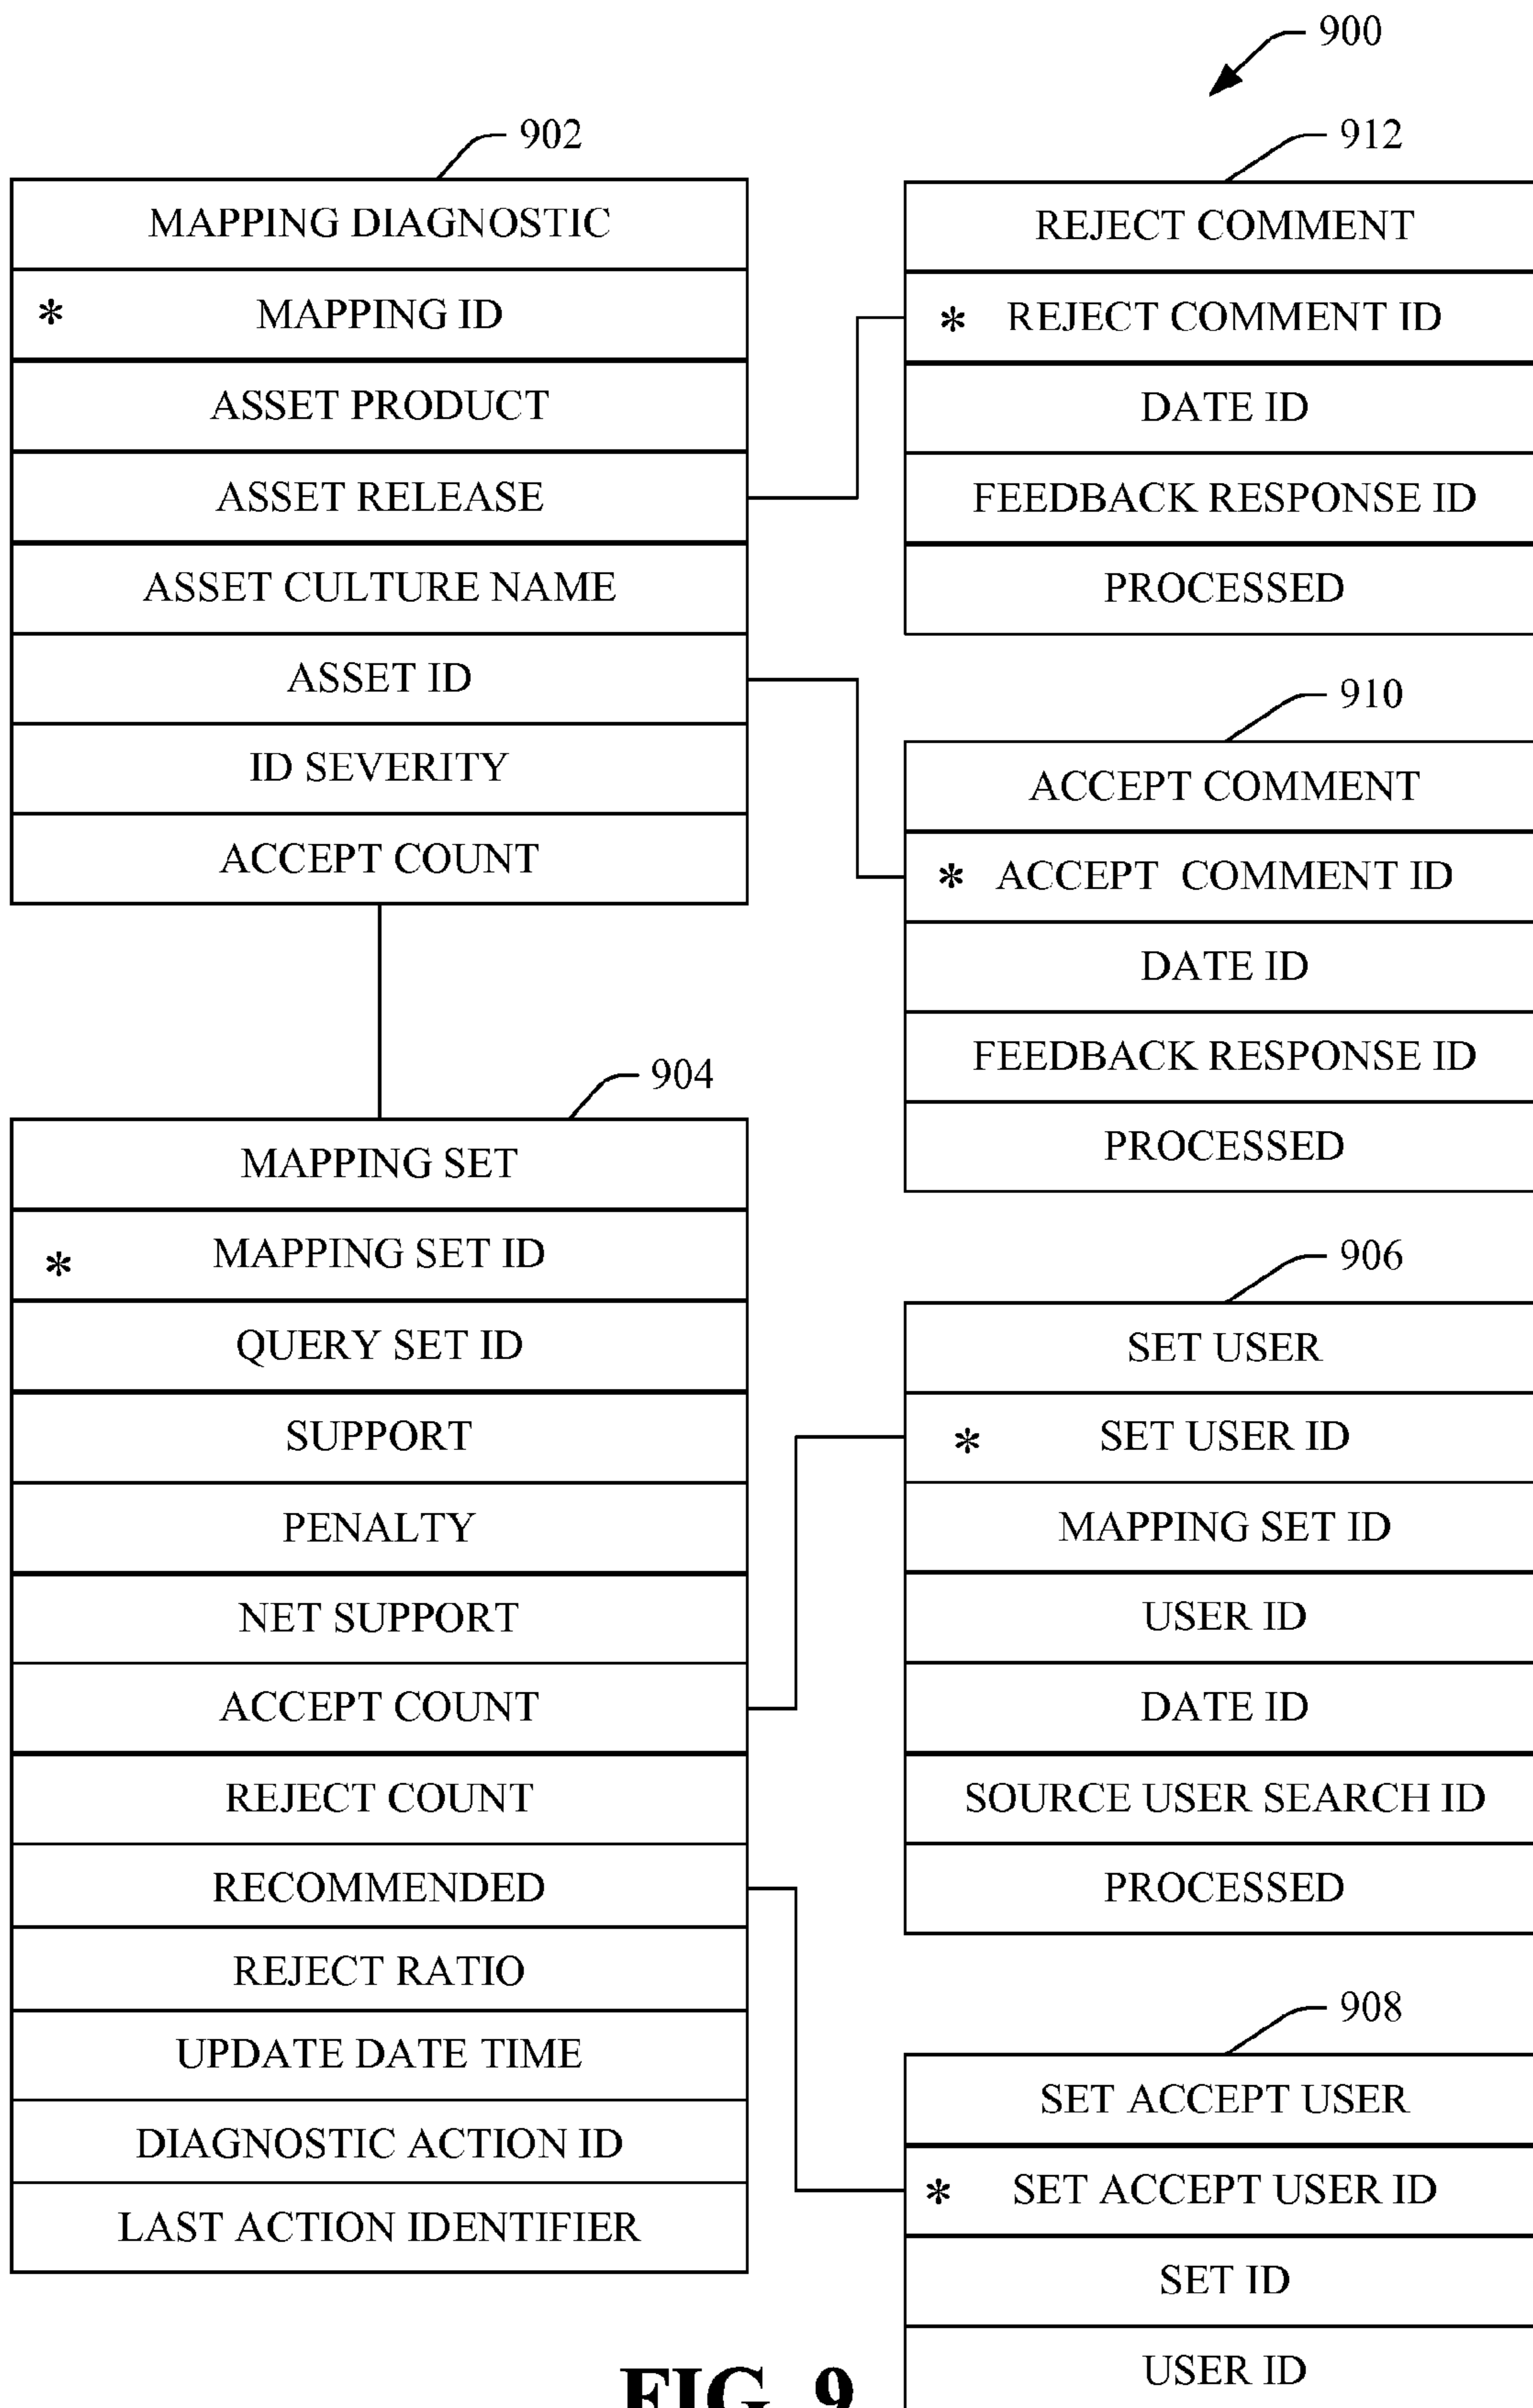 900
902
MAPPING DIAGNOSTIC
* MAPPING ID
ASSET PRODUCT
ASSET RELEASE
ASSET CULTURE NAME
ASSET ID
ID SEVERITY
ACCEPT COUNT
912
REJECT COMMENT
* REJECT COMMENT ID
DATE ID
FEEDBACK RESPONSE ID
PROCESSED
910
ACCEPT COMMENT
* ACCEPT COMMENT ID
DATE ID
FEEDBACK RESPONSE ID
PROCESSED
904
MAPPING SET
* MAPPING SET ID
QUERY SET ID
SUPPORT
PENALTY
NET SUPPORT
ACCEPT COUNT
REJECT COUNT
RECOMMENDED
REJECT RATIO
UPDATE DATE TIME
DIAGNOSTIC ACTION ID
LAST ACTION IDENTIFIER
906
SET USER
* SET USER ID
MAPPING SET ID
USER ID
DATE ID
SOURCE USER SEARCH ID
PROCESSED
908
SET ACCEPT USER
* SET ACCEPT USER ID
SET ID
USER ID
FIG. 9